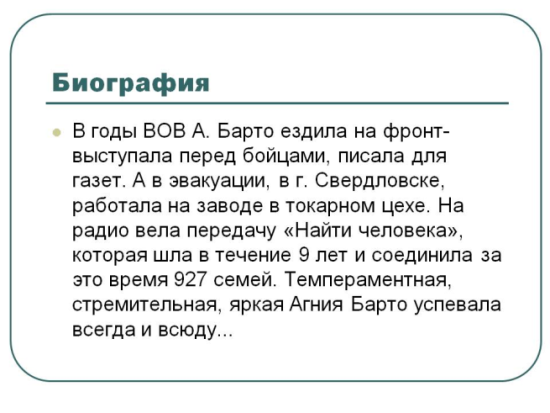 Биография
В годы ВОВ А. Барто ездила на фронт-
выступала перед бойцами, писала для
газет. А в эвакуации, в г. Свердловске,
работала на заводе в токарном цехе. На
радио вела передачу «Найти человека»,
которая шла в течение 9 лет и соединила за
это время 927 семей. Темпераментная,
стремительная, яркая Агния Барто успевала
всегда и всюду...